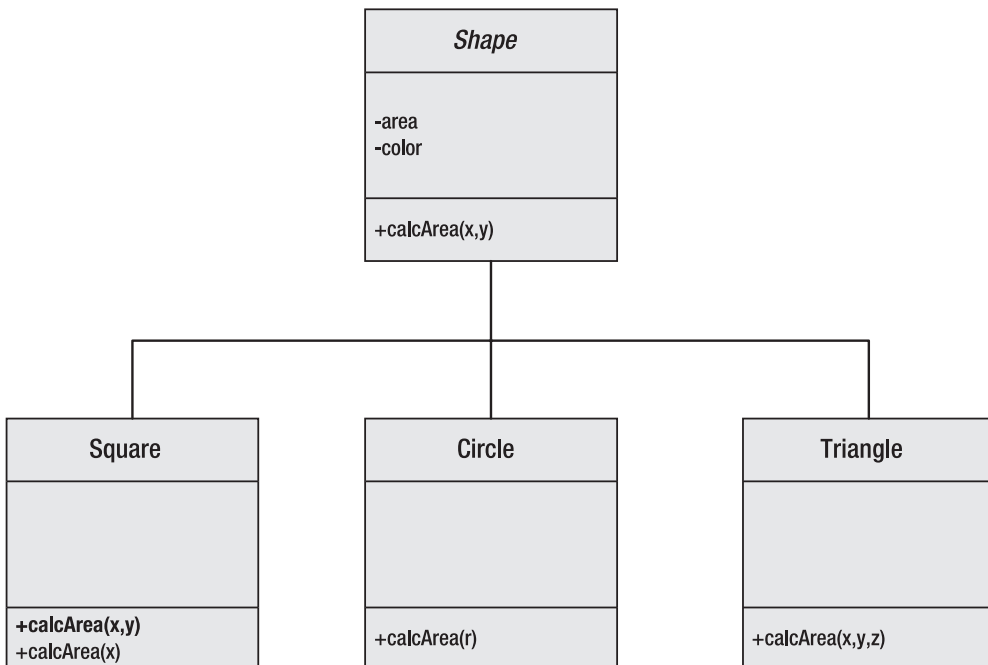 Shape
-area
-color
+calcArea(x,y)
Square
+calcArea(x,y)
+calcArea(x)
Circle
+calcArea(r)
Triangle
+calcArea(x,y,z)